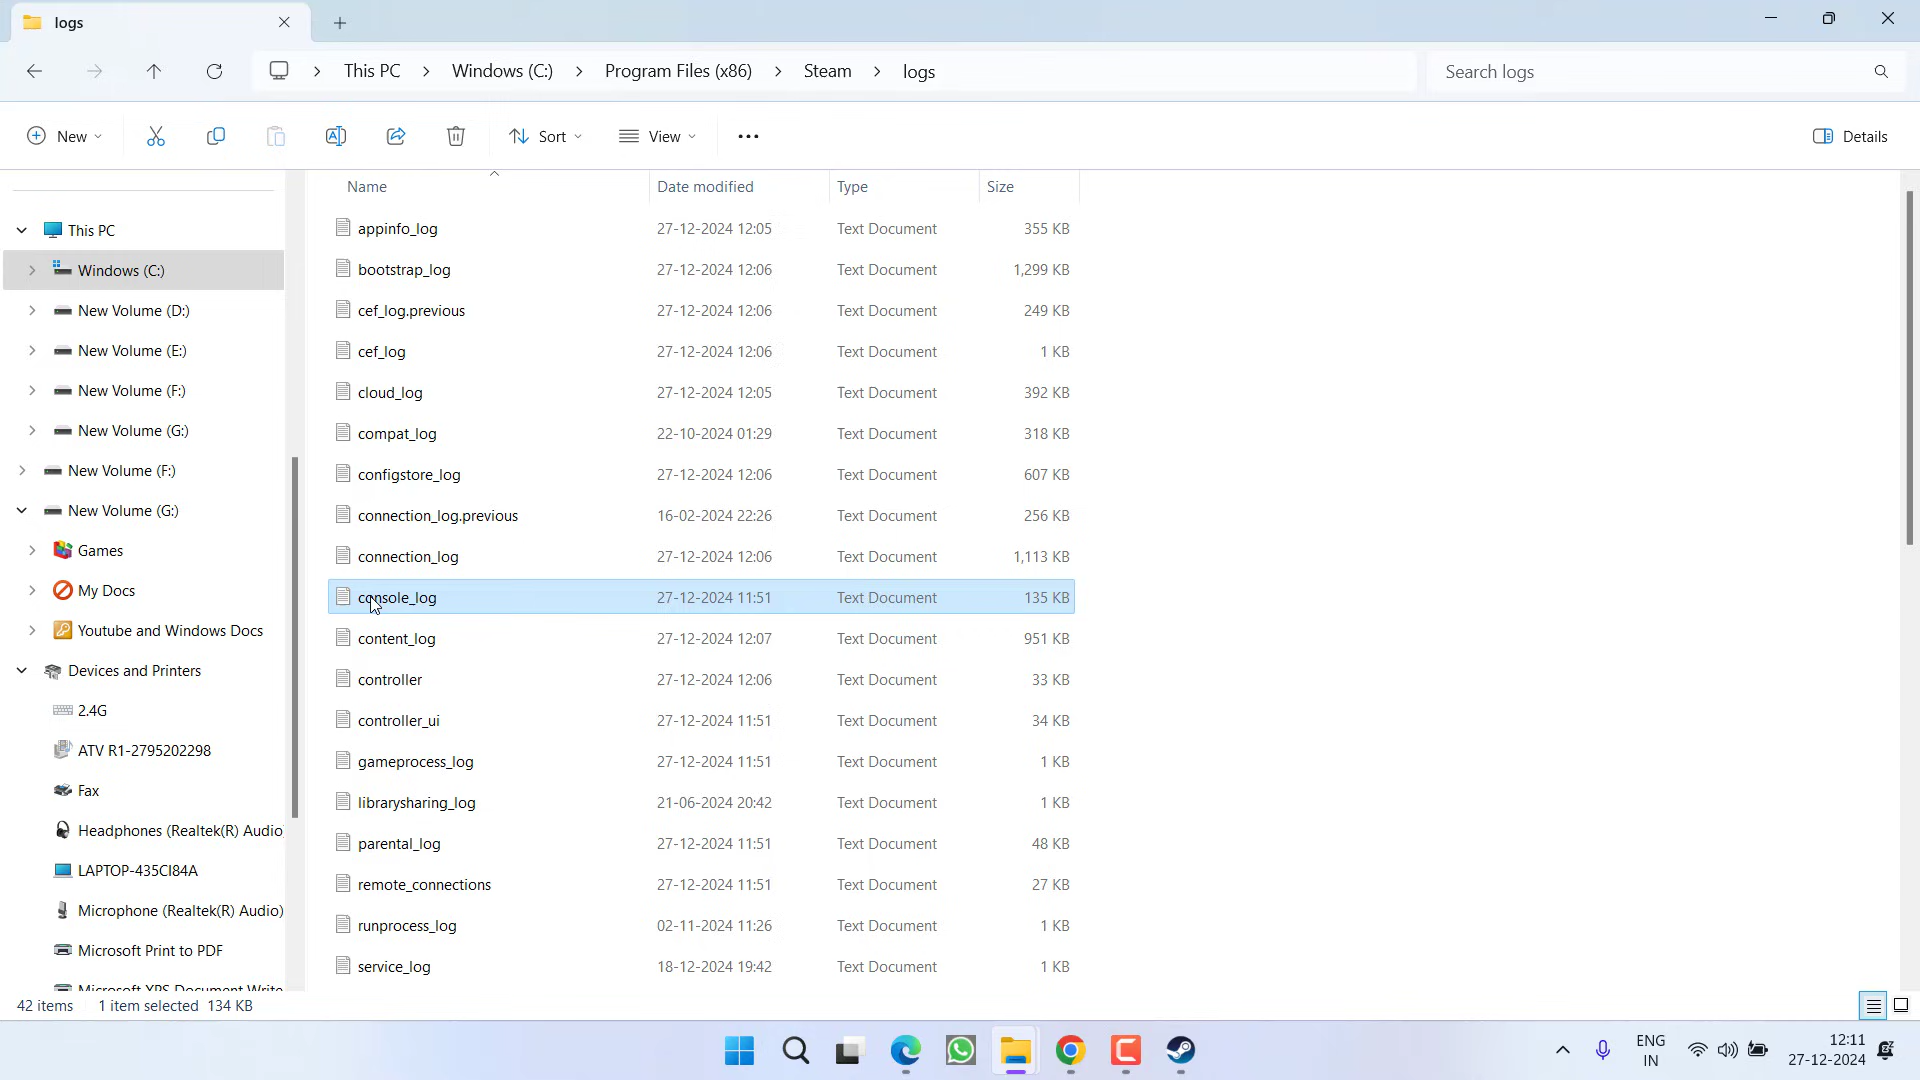 logs
This PC
Windows (C:)
Program Files (x86)
Steam
logs
Search logs
New
Sort
View
Details
Name Date modified Type Size
appinfo_log 27-12-2024 12:05 Text Document 355 KB
bootstrap_log 27-12-2024 12:06 Text Document 1,299 KB
cef_log.previous 27-12-2024 12:06 Text Document 249 KB
cef_log 27-12-2024 12:06 Text Document 1 KB
cloud_log 27-12-2024 12:05 Text Document 392 KB
compat_log 22-10-2024 01:29 Text Document 318 KB
configstore_log 27-12-2024 12:06 Text Document 607 KB
connection_log.previous 16-02-2024 22:26 Text Document 256 KB
connection_log 27-12-2024 12:06 Text Document 1,113 KB
console_log 27-12-2024 11:51 Text Document 135 KB
content_log 27-12-2024 12:07 Text Document 951 KB
controller 27-12-2024 12:06 Text Document 33 KB
controller_ui 27-12-2024 11:51 Text Document 34 KB
gameprocess_log 27-12-2024 11:51 Text Document 1 KB
librarysharing_log 21-06-2024 20:42 Text Document 1 KB
parental_log 27-12-2024 11:51 Text Document 48 KB
remote_connections 27-12-2024 11:51 Text Document 27 KB
runprocess_log 02-11-2024 11:26 Text Document 1 KB
service_log 18-12-2024 19:42 Text Document 1 KB
This PC
Windows (C:)
New Volume (D:)
New Volume (E:)
New Volume (F:)
New Volume (G:)
New Volume (F:)
New Volume (G:)
Games
My Docs
Youtube and Windows Docs
Devices and Printers
2.4G
ATV R1-2795202298
Fax
Headphones (Realtek(R) Audio)
LAPTOP-435CI84A
Microphone (Realtek(R) Audio)
Microsoft Print to PDF
Microsoft XPS Document Write
42 items 1 item selected 134 KB
ENG
IN
12:11
27-12-2024